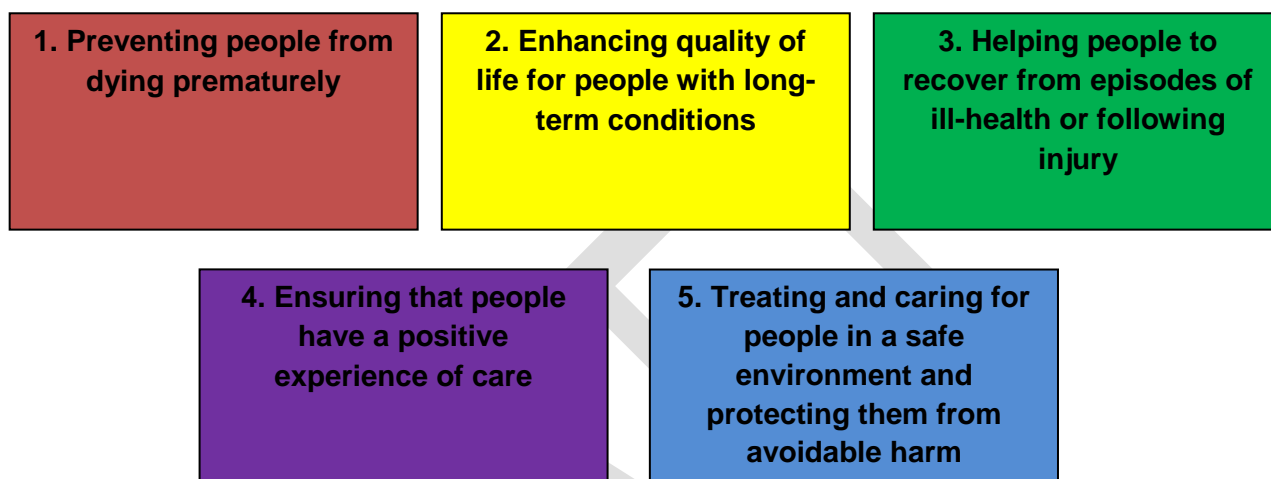 1. Preventing people from
dying prematurely
2. Enhancing quality of
life for people with long-
term conditions
3. Helping people to
recover from episodes of
ill-health or following
injury
4. Ensuring that people
have a positive
experience of care
5. Treating and caring for
people in a safe
environment and
protecting them from
avoidable harm